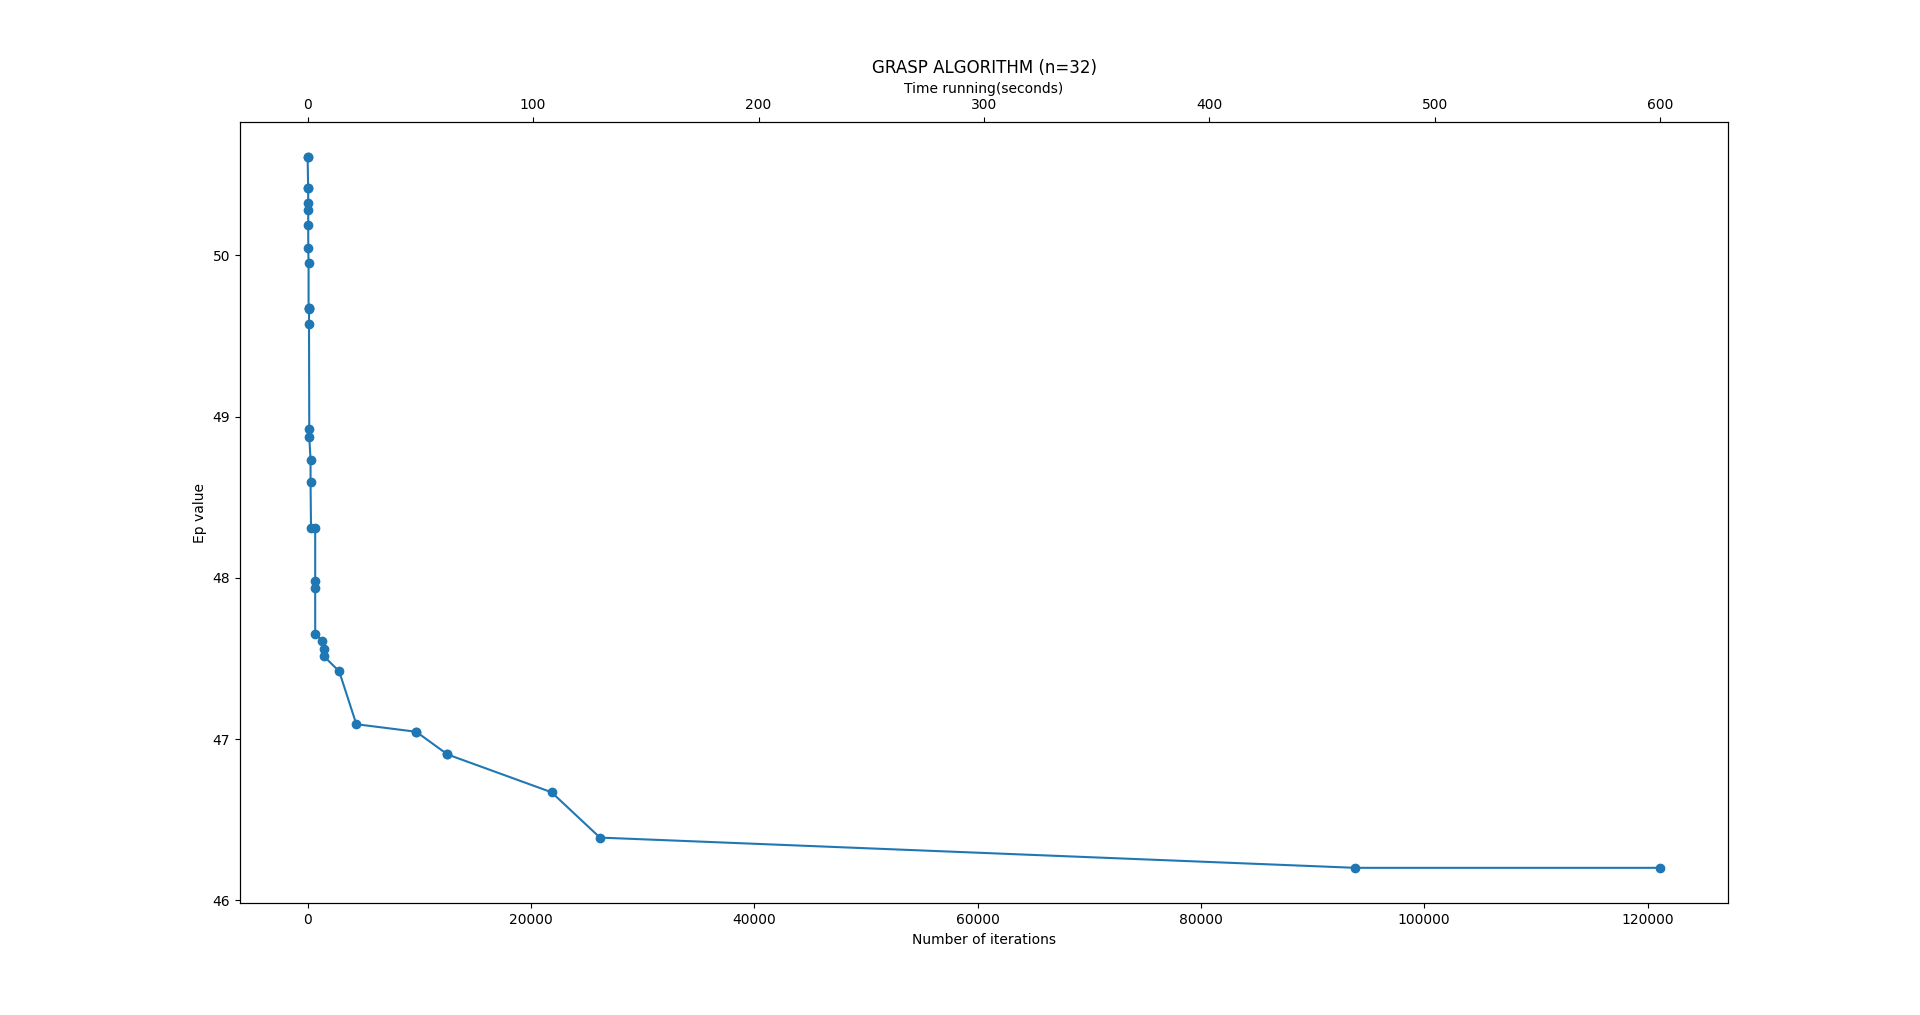 GRASP ALGORITHM (n=32)
Time running(seconds)
0 100 200 300 400 500 600
50
49
48
47
46
Ep value
0 20000 40000 60000 80000 100000 120000
Number of iterations